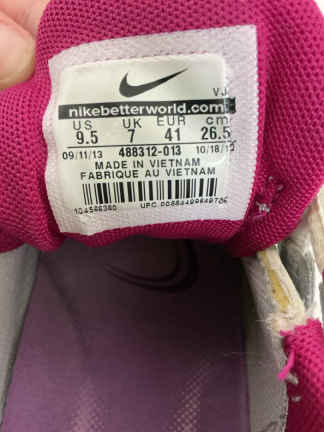 VJ
nikebetterworld.com
US UK EUR cm
9.5 7 41 26.5
09/11/13 488312-013 10/18/13
MADE IN VIETNAM
FABRIQUE AU VIETNAM